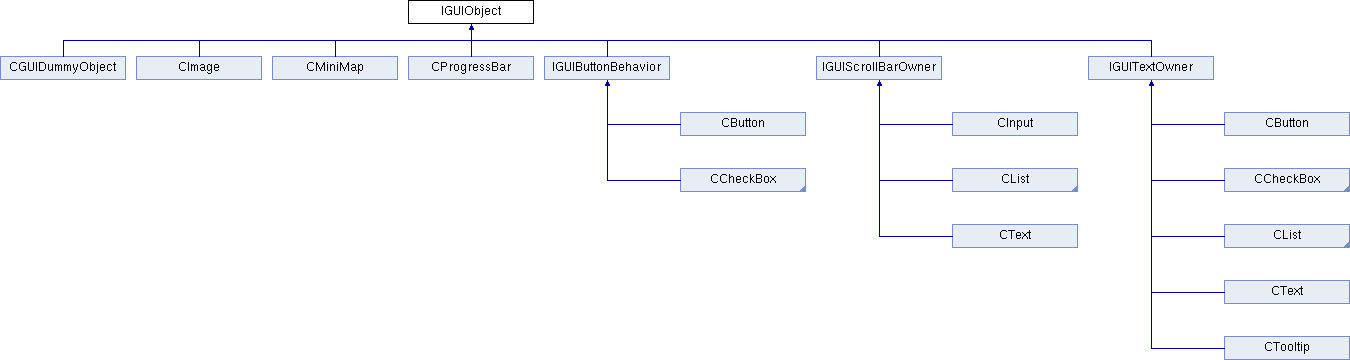 IGUIObject
CGUIDummyObject
CImage
CMiniMap
CProgressBar
IGUIButtonBehavior
IGUIScrollBarOwner
IGUITextOwner
CButton
CInput
CButton
CCheckBox
CList
CCheckBox
CText
CList
CText
CTooltip